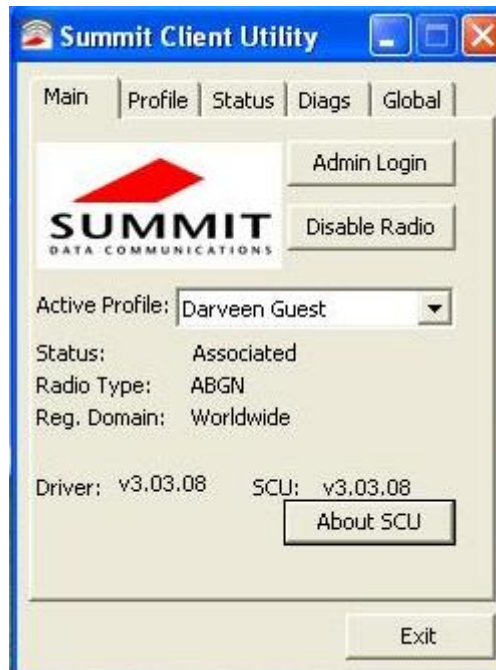 Summit Client Utility
Main Profile Status Diags Global
SUMMIT
DATA COMMUNICATIONS
Admin Login
Disable Radio
Active Profile: Darveen Guest
Status: Associated
Radio Type: ABGN
Reg. Domain: Worldwide
Driver: v3.03.08 SCU: v3.03.08
About SCU
Exit